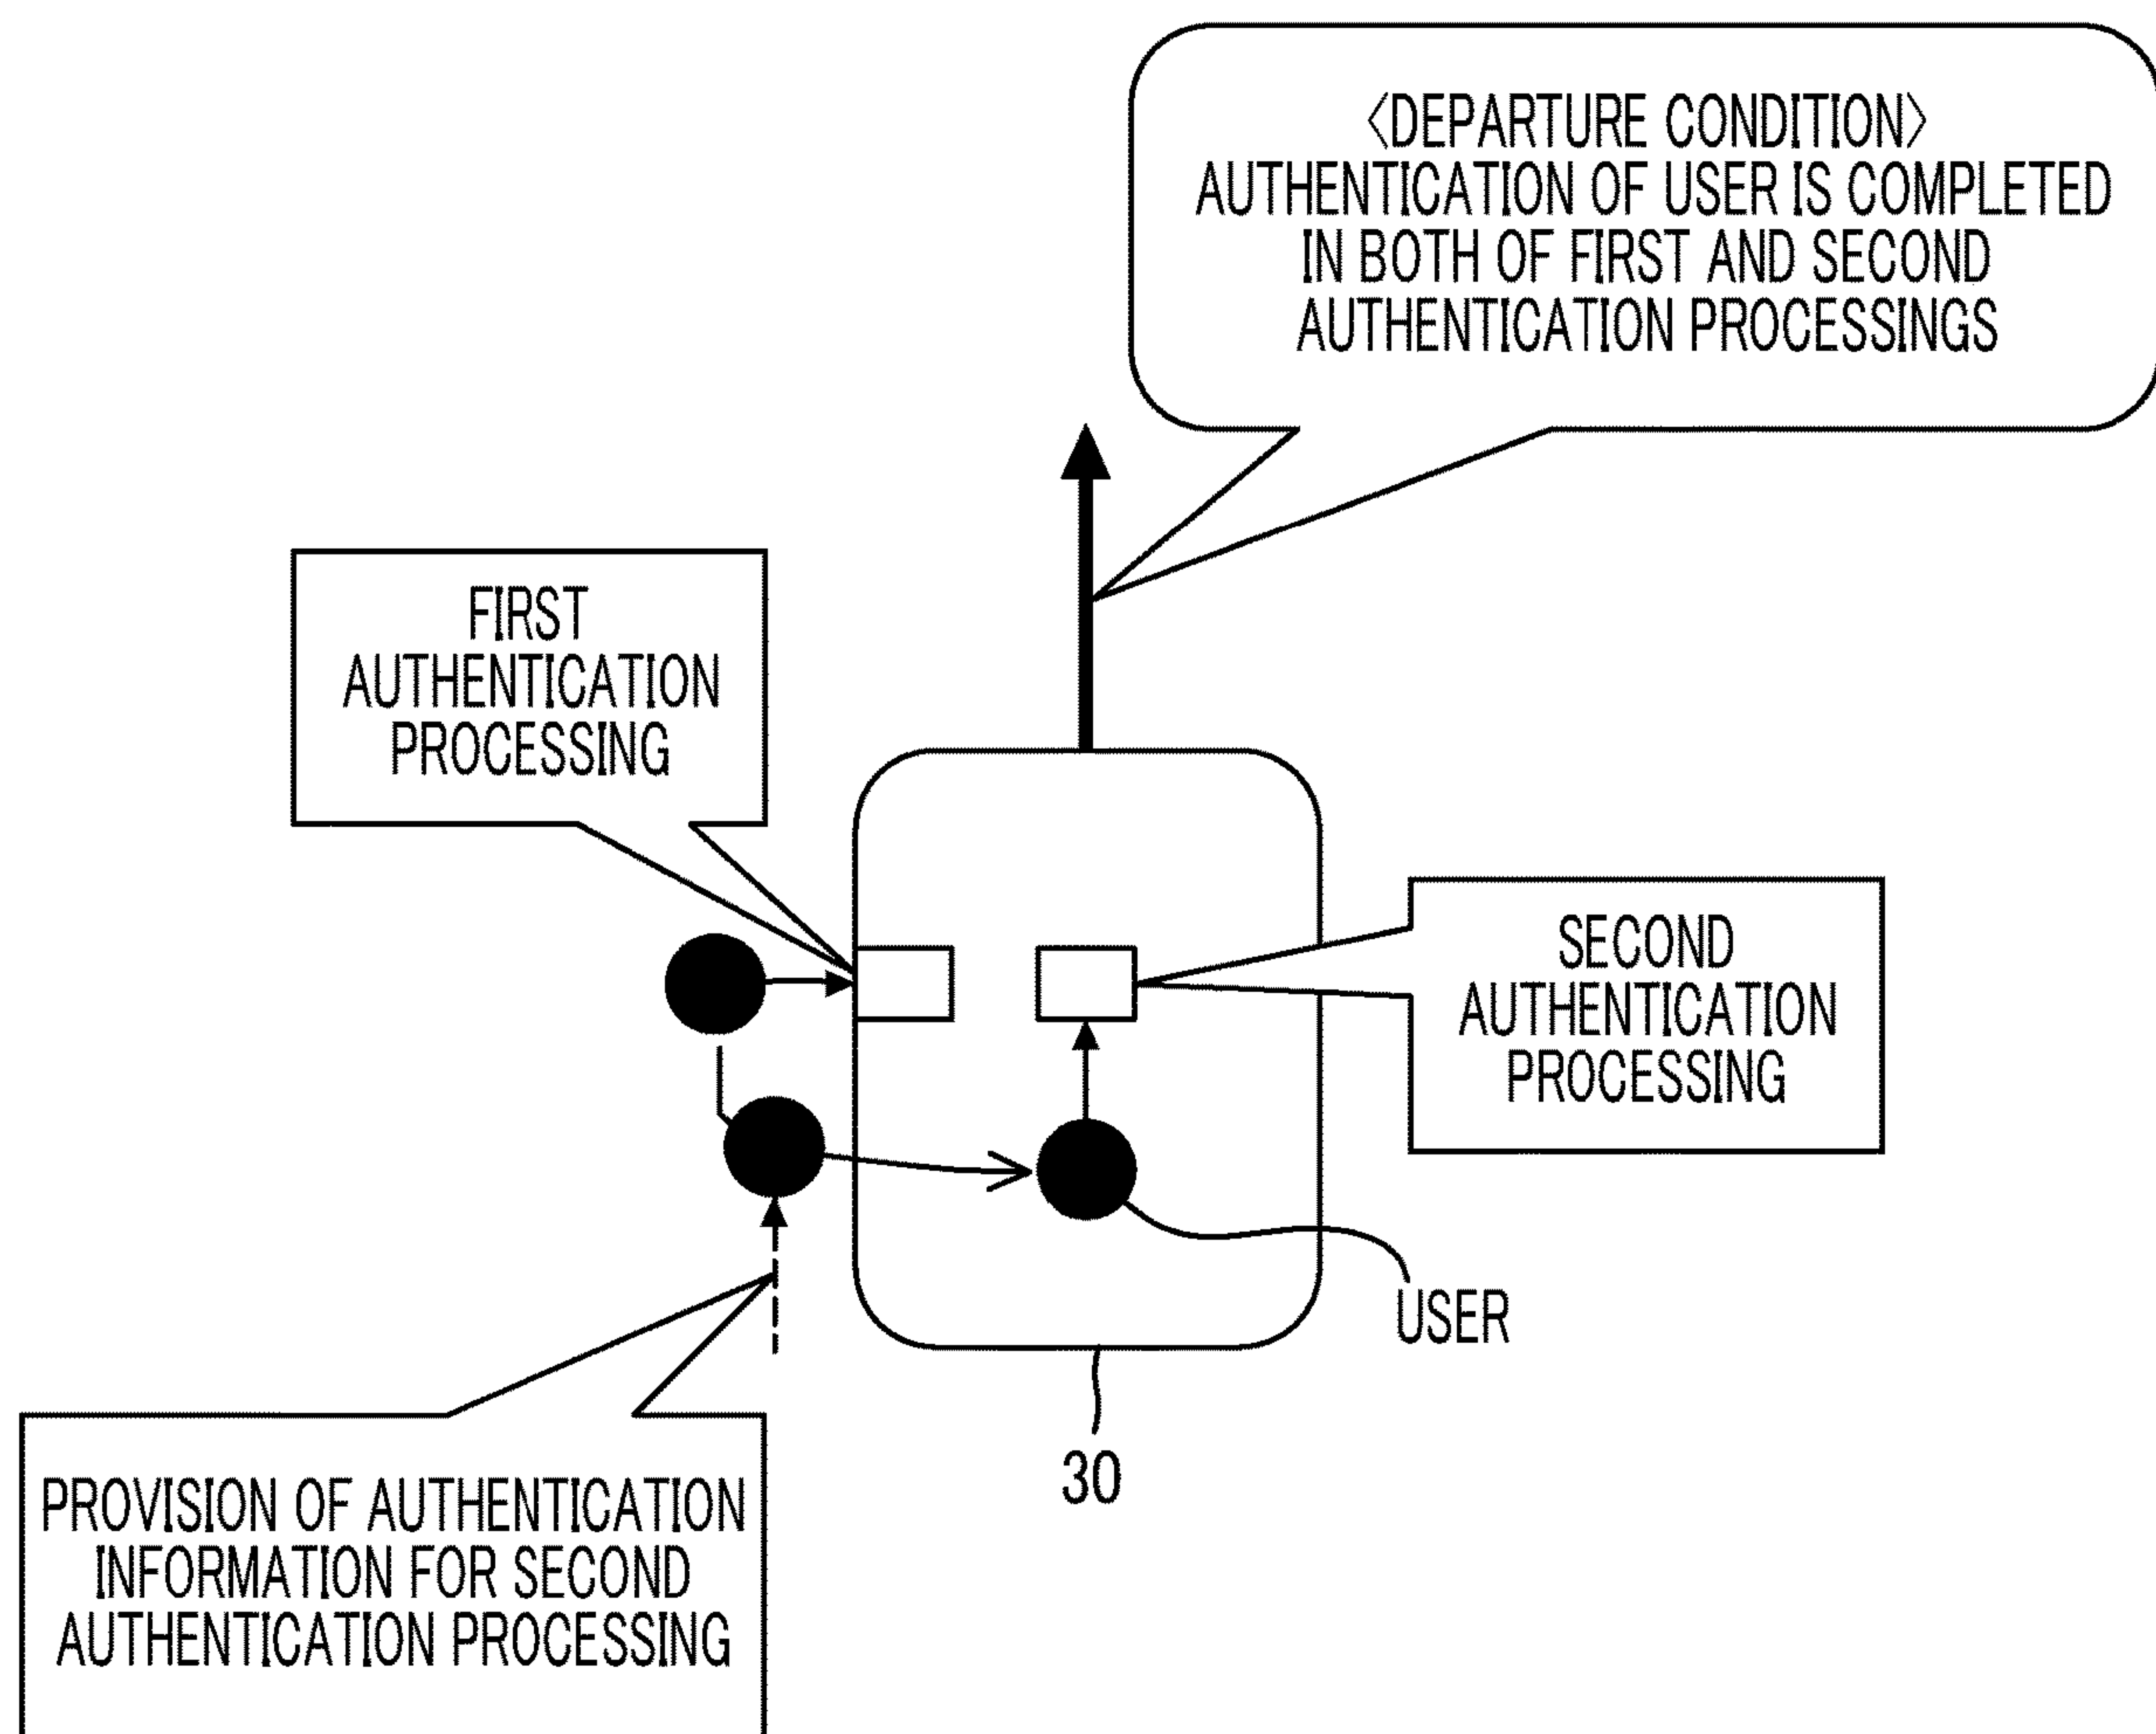 <DEPARTURE CONDITION>
AUTHENTICATION OF USER IS COMPLETED
IN BOTH OF FIRST AND SECOND
AUTHENTICATION PROCESSINGS
FIRST
AUTHENTICATION
PROCESSING
SECOND
AUTHENTICATION
PROCESSING
USER
30
PROVISION OF AUTHENTICATION
INFORMATION FOR SECOND
AUTHENTICATION PROCESSING